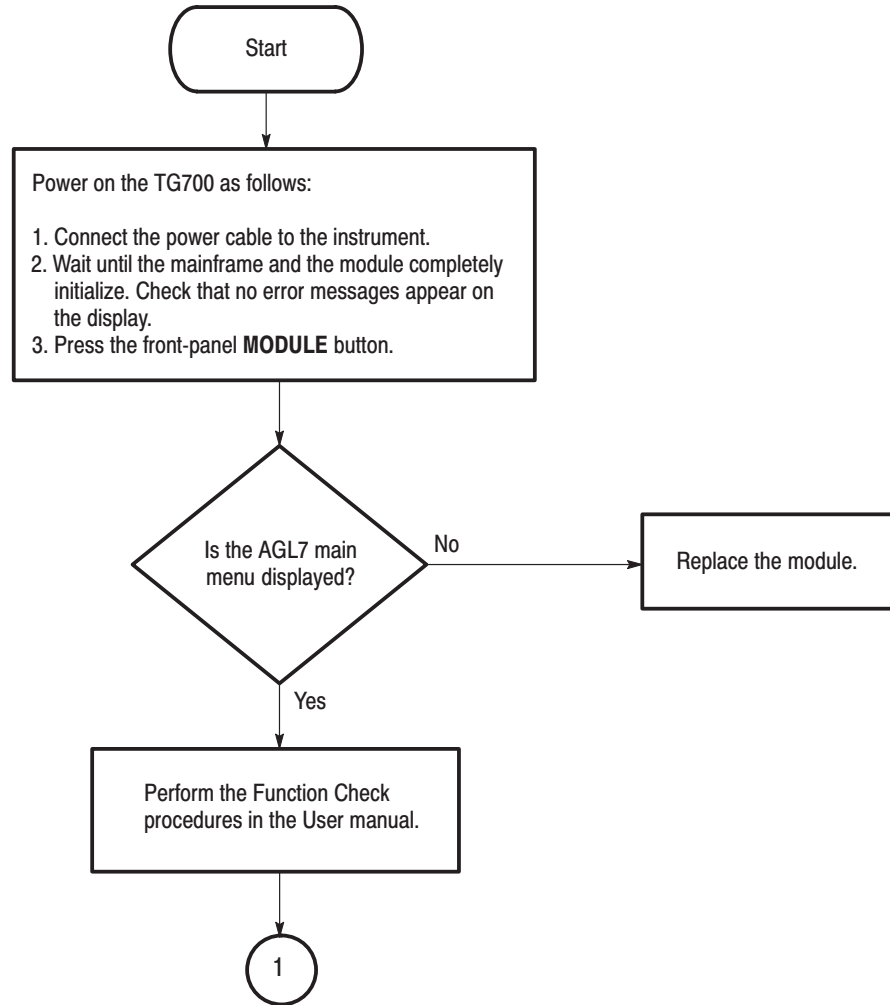 Start
Power on the TG700 as follows:
1. Connect the power cable to the instrument.
2. Wait until the mainframe and the module completely
initialize. Check that no error messages appear on
the display.
3. Press the front-panel MODULE button.
Is the AGL7 main
menu displayed?
No
Replace the module.
Yes
Perform the Function Check
procedures in the User manual.
1